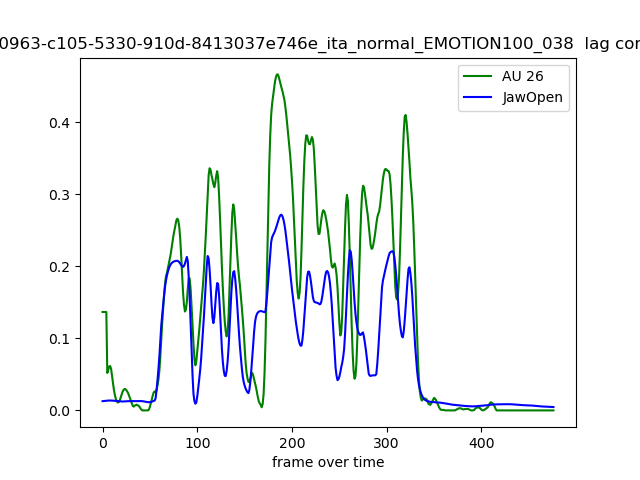 0963-c105-5330-910d-8413037e746e_ita_normal_EMOTION100_038 lag cor
AU 26
JawOpen
0.4
0.3
0.2
0.1
0.0
0 100 200 300 400
frame over time